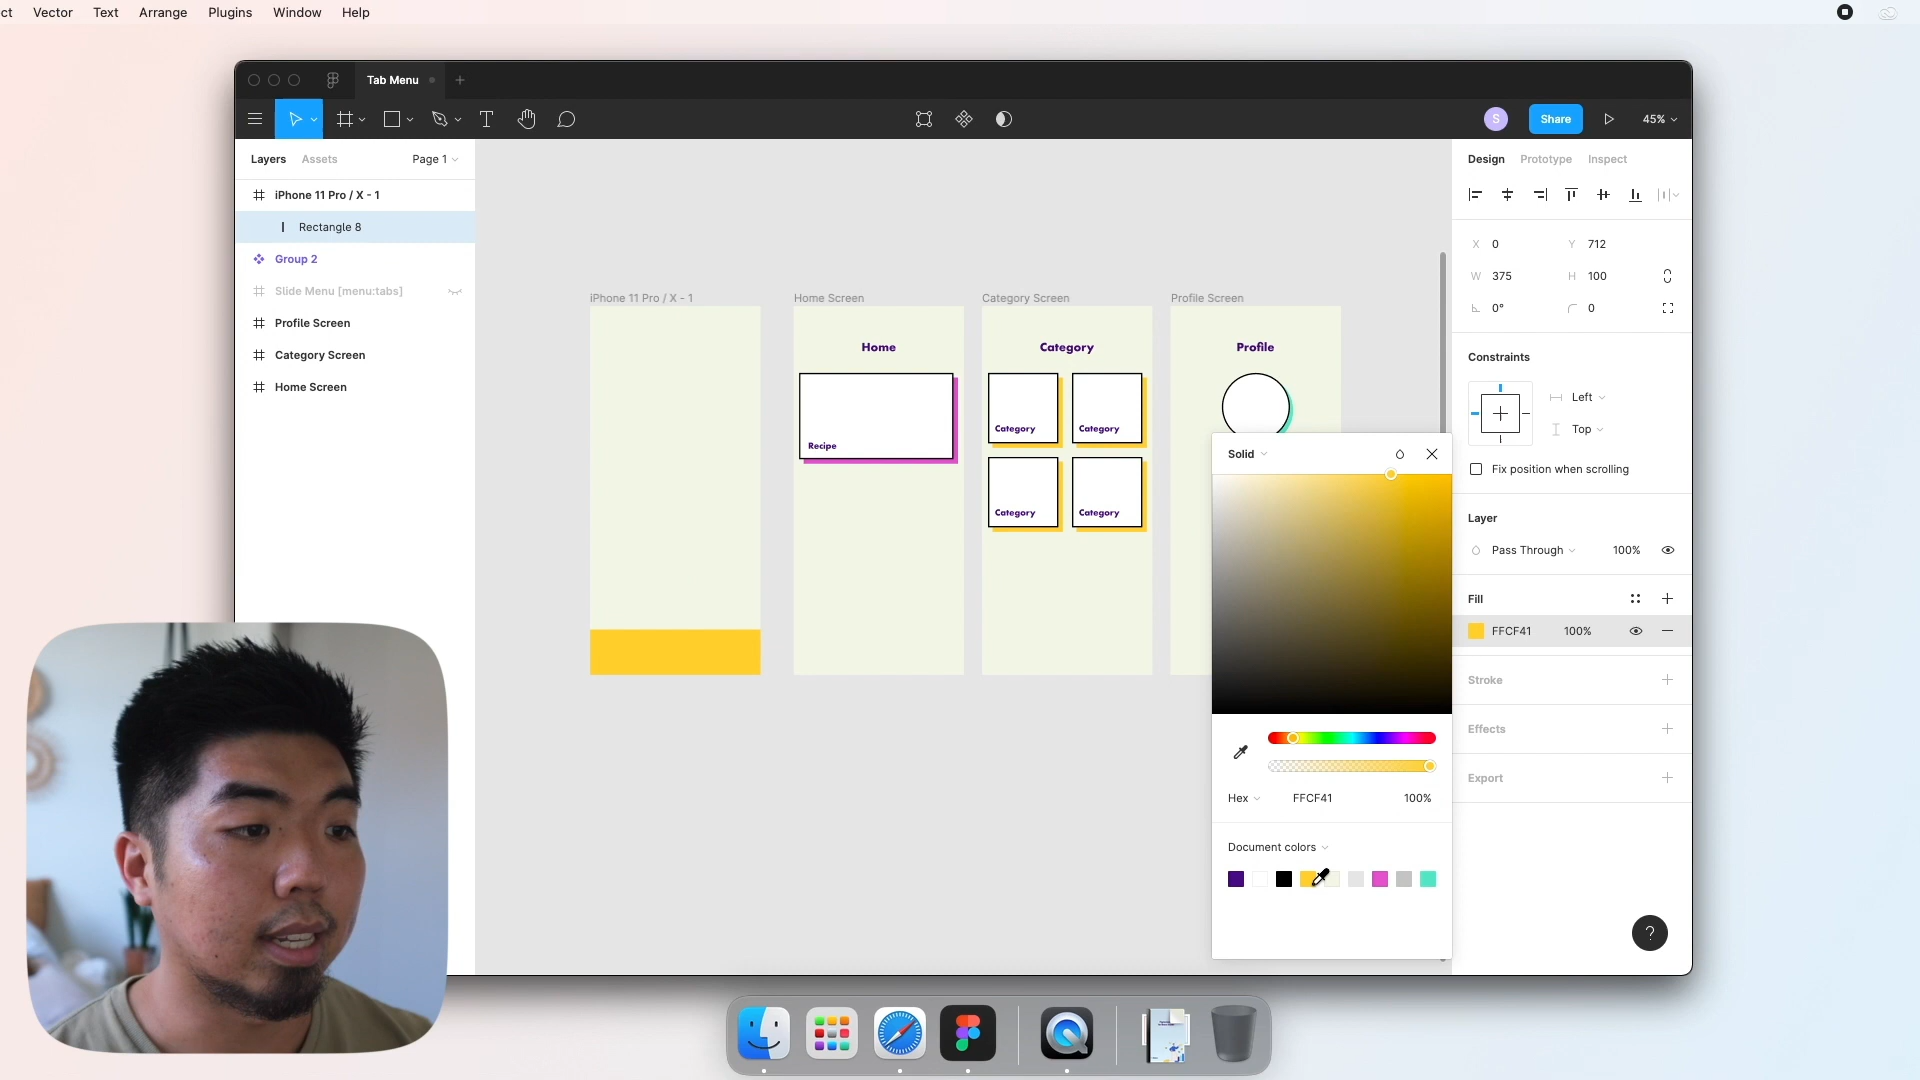 ct Vector Text Arrange Plugins Window Help
Tab Menu
S Share 45%
Layers Assets Page 1
Design Prototype Inspect
iPhone 11 Pro / X - 1
Rectangle 8
Group 2
Slide Menu [menu:tabs]
Profile Screen
Category Screen
Home Screen
iPhone 11 Pro / X - 1
Home Screen
Category Screen
Profile Screen
Home
Recipe
Category
Category
Category
Category
Category
Profile
Solid
Hex FFCF41 100%
Document colors
X 0 Y 712
W 375 H 100
0° 0
Constraints
Left
Top
Fix position when scrolling
Layer
Pass Through 100%
Fill
FFCF41 100%
Stroke
Effects
Export
?